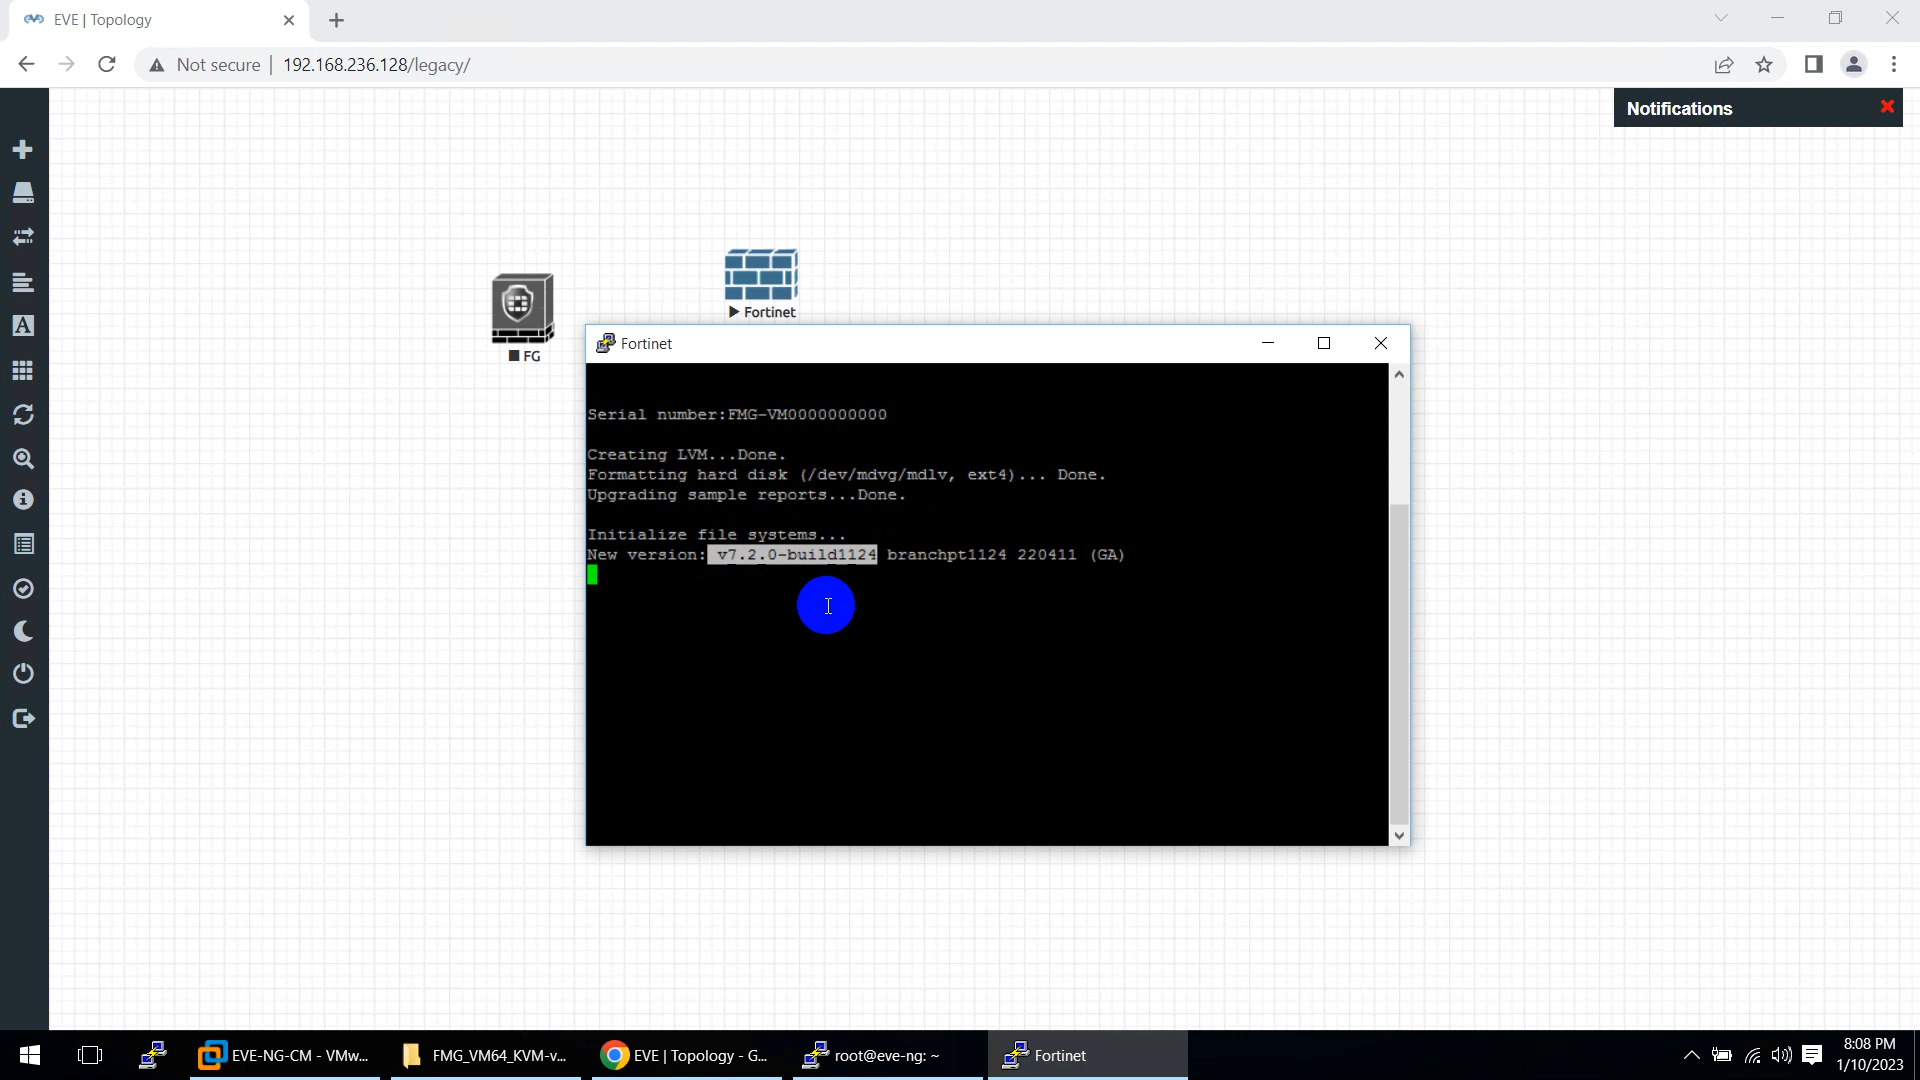 EVE | Topology
Not secure
192.168.236.128/legacy/
Notifications
Fortinet
FG
Fortinet
Serial number:FMG-VM0000000000
Creating LVM...Done.
Formatting hard disk (/dev/mdvg/mdlv, ext4)... Done.
Upgrading sample reports...Done.
Initialize file systems...
New version: v7.2.0-build1124 branchpt1124 220411 (GA)
EVE-NG-CM - VMw...
FMG_VM64_KVM-v...
EVE | Topology - G...
root@eve-ng: ~
Fortinet
8:08 PM
1/10/2023